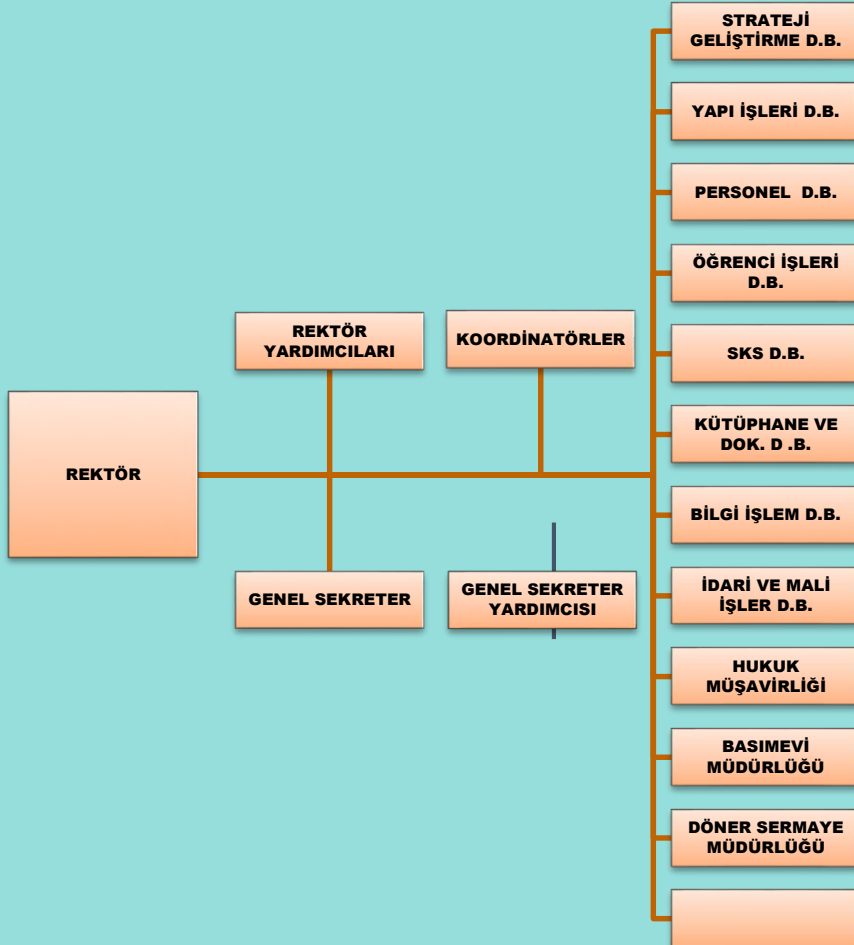 STRATEJİ
GELİŞTİRME D.B.
YAPI İŞLERİ D.B.
PERSONEL D.B.
ÖĞRENCİ İŞLERİ
D.B.
REKTÖR
YARDIMCILARI
KOORDİNATÖRLER
SKS D.B.
KÜTÜPHANE VE
DOK. D .B.
REKTÖR
BİLGİ İŞLEM D.B.
GENEL SEKRETER
GENEL SEKRETER
YARDIMCISI
İDARİ VE MALİ
İŞLER D.B.
HUKUK
MÜŞAVİRLİĞİ
BASIMEVİ
MÜDÜRLÜĞÜ
DÖNER SERMAYE
MÜDÜRLÜĞÜ